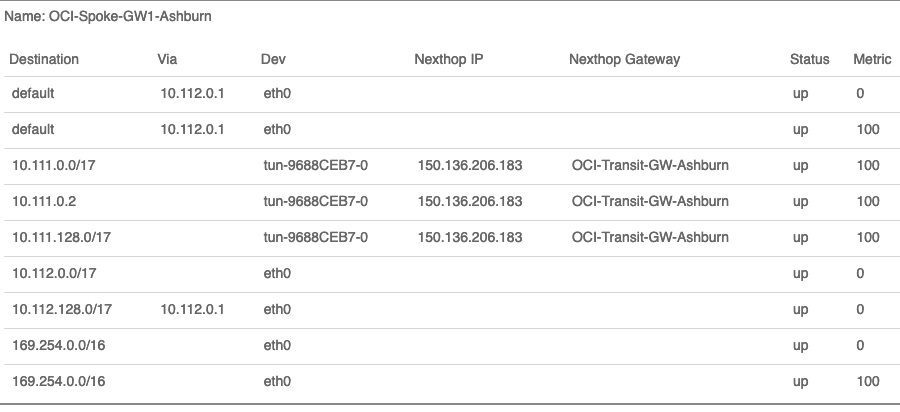 Name: OCI-Spoke-GW1-Ashburn
Destination Via Dev Nexthop IP Nexthop Gateway Status Metric
default 10.112.0.1 eth0 up 0
default 10.112.0.1 eth0 up 100
10.111.0.0/17 tun-9688CEB7-0 150.136.206.183 OCI-Transit-GW-Ashburn up 100
10.111.0.2 tun-9688CEB7-0 150.136.206.183 OCI-Transit-GW-Ashburn up 100
10.111.128.0/17 tun-9688CEB7-0 150.136.206.183 OCI-Transit-GW-Ashburn up 100
10.112.0.0/17 eth0 up 0
10.112.128.0/17 10.112.0.1 eth0 up 0
169.254.0.0/16 eth0 up 0
169.254.0.0/16 eth0 up 100